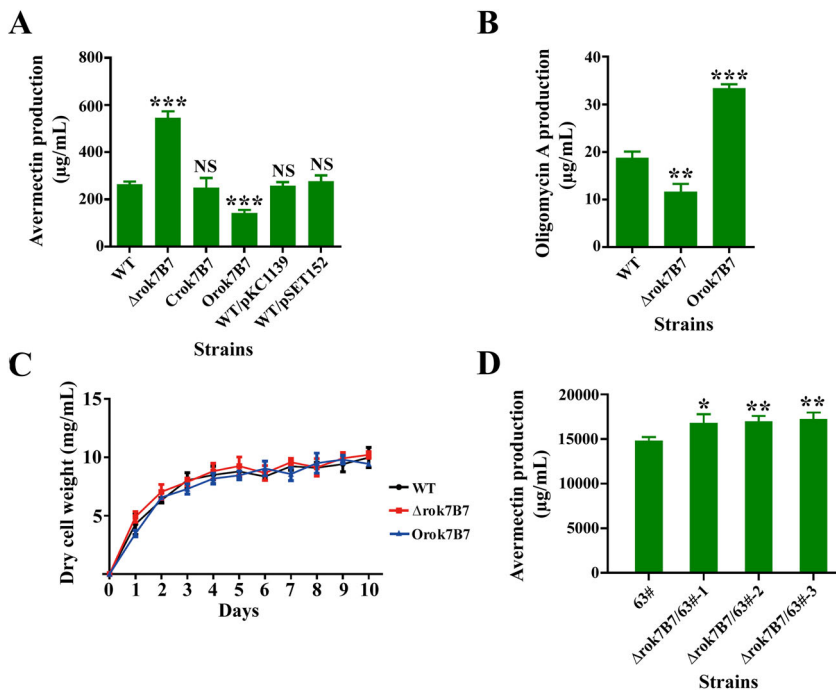 A
Avermectin production
(μg/mL)
800
600
400
200
0
***
NS
***
NS
NS
WT
Δrok7B7
Crok7B7
Orok7B7
WT/pKC1139
WT/pSET152
Strains
B
Oligomycin A production
(μg/mL)
40
30
20
10
0
**
***
WT
Δrok7B7
Orok7B7
Strains
C
Dry cell weight (mg/mL)
15
10
5
0
1
2
3
4
5
6
7
8
9
10
Days
WT
Δrok7B7
Orok7B7
D
Avermectin production
(μg/mL)
20000
15000
10000
5000
0
*
**
**
63#
Δrok7B7/63#-1
Δrok7B7/63#-2
Δrok7B7/63#-3
Strains